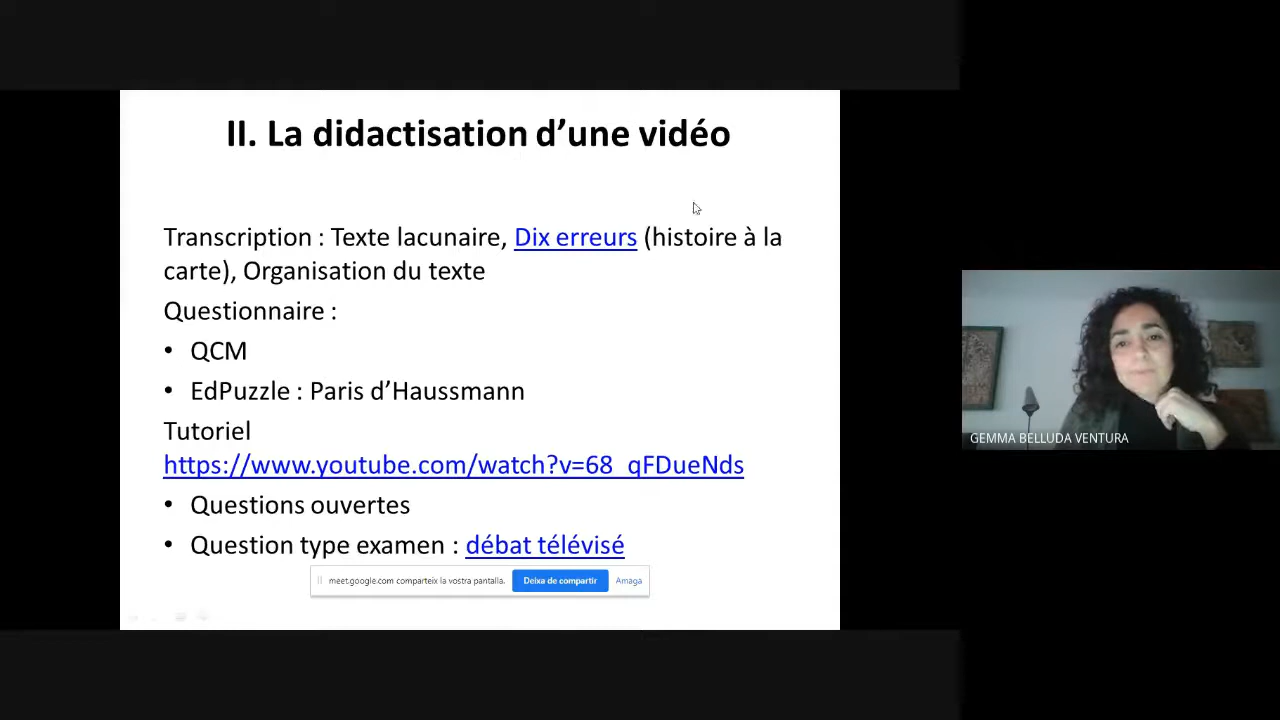 II. La didactisation d’une vidéo
Transcription : Texte lacunaire, Dix erreurs (histoire à la
carte), Organisation du texte
Questionnaire :
• QCM
• EdPuzzle : Paris d’Haussmann
Tutoriel
https://www.youtube.com/watch?v=68_qFDueNds
• Questions ouvertes
• Question type examen : débat télévisé
meet.google.com comparteix la vostra pantalla. Deixa de compartir Amaga
GEMMA BELLUDA VENTURA